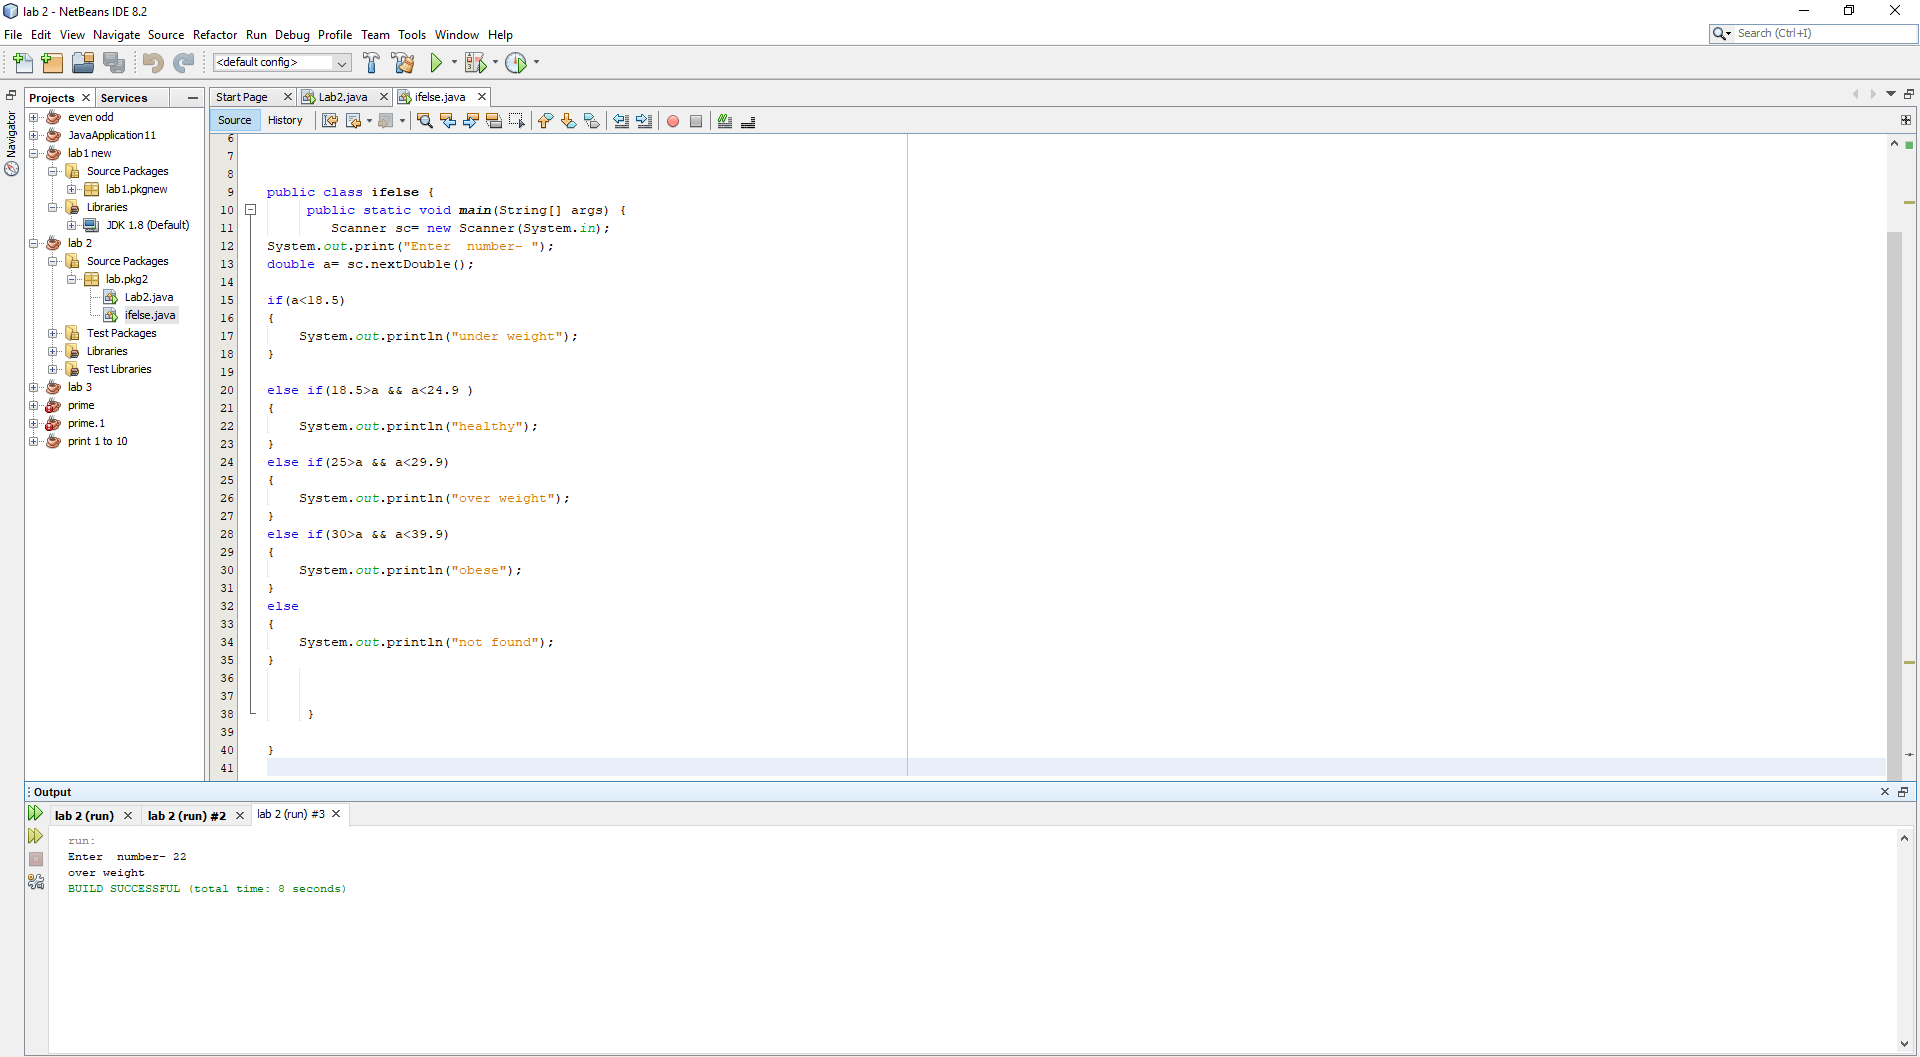 lab 2 - NetBeans IDE 8.2
File Edit View Navigate Source Refactor Run Debug Profile Team Tools Window Help
Search (Ctrl+I)
<default config>
Projects Services
Start Page Lab2.java ifelse.java
Source History
Navigator
even odd
JavaApplication11
lab1 new
Source Packages
lab1.pkgnew
Libraries
JDK 1.8 (Default)
lab 2
Source Packages
lab.pkg2
Lab2.java
ifelse.java
Test Packages
Libraries
Test Libraries
lab 3
prime
prime.1
print 1 to 10
6
7
8
9 public class ifelse {
10 public static void main(String[] args) {
11 Scanner sc= new Scanner(System.in);
12 System.out.print("Enter  number- ");
13 double a= sc.nextDouble();
14
15 if(a<18.5)
16 {
17 System.out.println("under weight");
18 }
19
20 else if(18.5>a && a<24.9 )
21 {
22 System.out.println("healthy");
23 }
24 else if(25>a && a<29.9)
25 {
26 System.out.println("over weight");
27 }
28 else if(30>a && a<39.9)
29 {
30 System.out.println("obese");
31 }
32 else
33 {
34 System.out.println("not found");
35 }
36
37
38 }
39
40 }
41
Output
lab 2 (run) lab 2 (run) #2 lab 2 (run) #3
run:
Enter  number- 22
over weight
BUILD SUCCESSFUL (total time: 8 seconds)